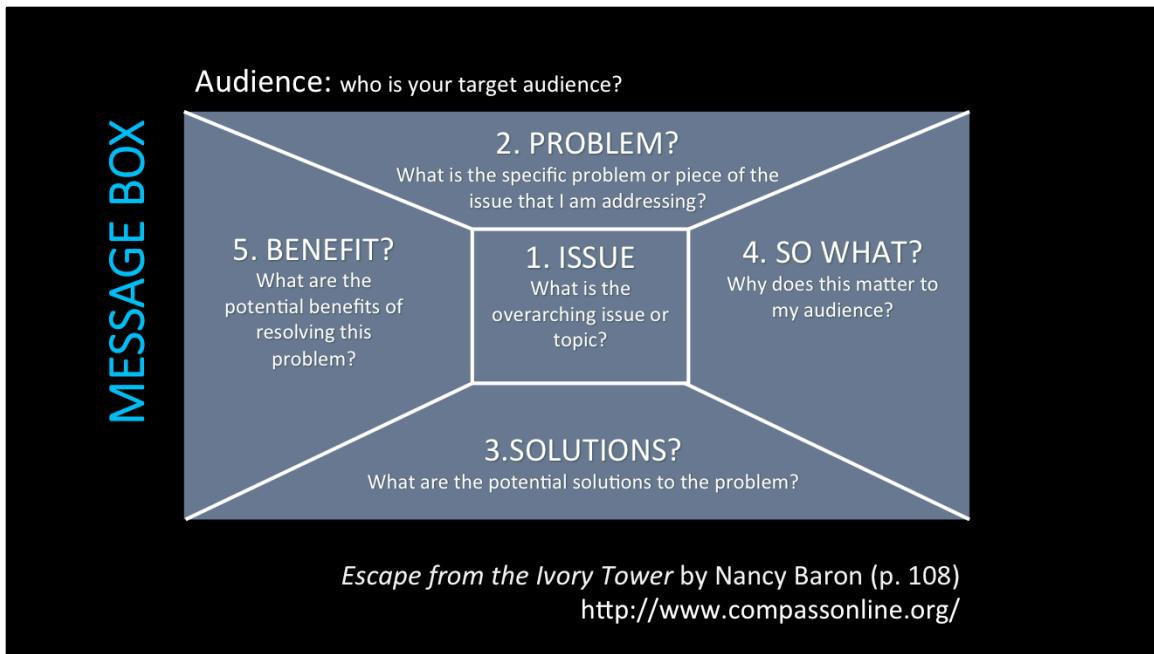 Audience: who is your target audience?
MESSAGE BOX
2. PROBLEM?
What is the specific problem or piece of the
issue that I am addressing?
5. BENEFIT?
What are the
potential benefits of
resolving this
problem?
1. ISSUE
What is the
overarching issue or
topic?
4. SO WHAT?
Why does this matter to
my audience?
3.SOLUTIONS?
What are the potential solutions to the problem?
Escape from the Ivory Tower by Nancy Baron (p. 108)
http://www.compassonline.org/